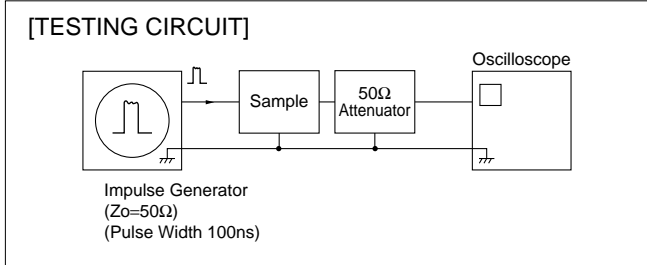 [TESTING CIRCUIT]
Oscilloscope
Sample
50Ω
Attenuator
Impulse Generator
(Zo=50Ω)
(Pulse Width 100ns)